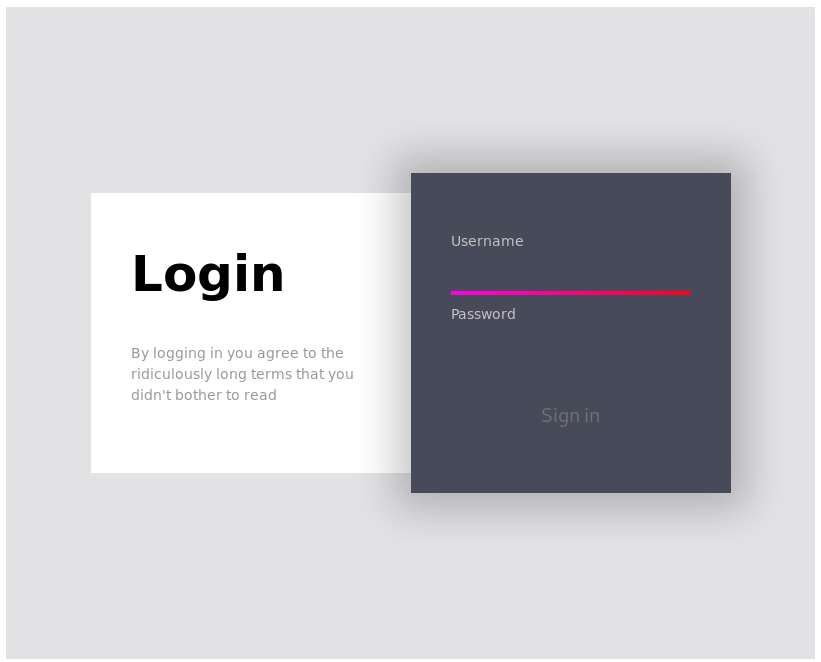 Login
By logging in you agree to the
ridiculously long terms that you
didn't bother to read
Username
Password
Sign in